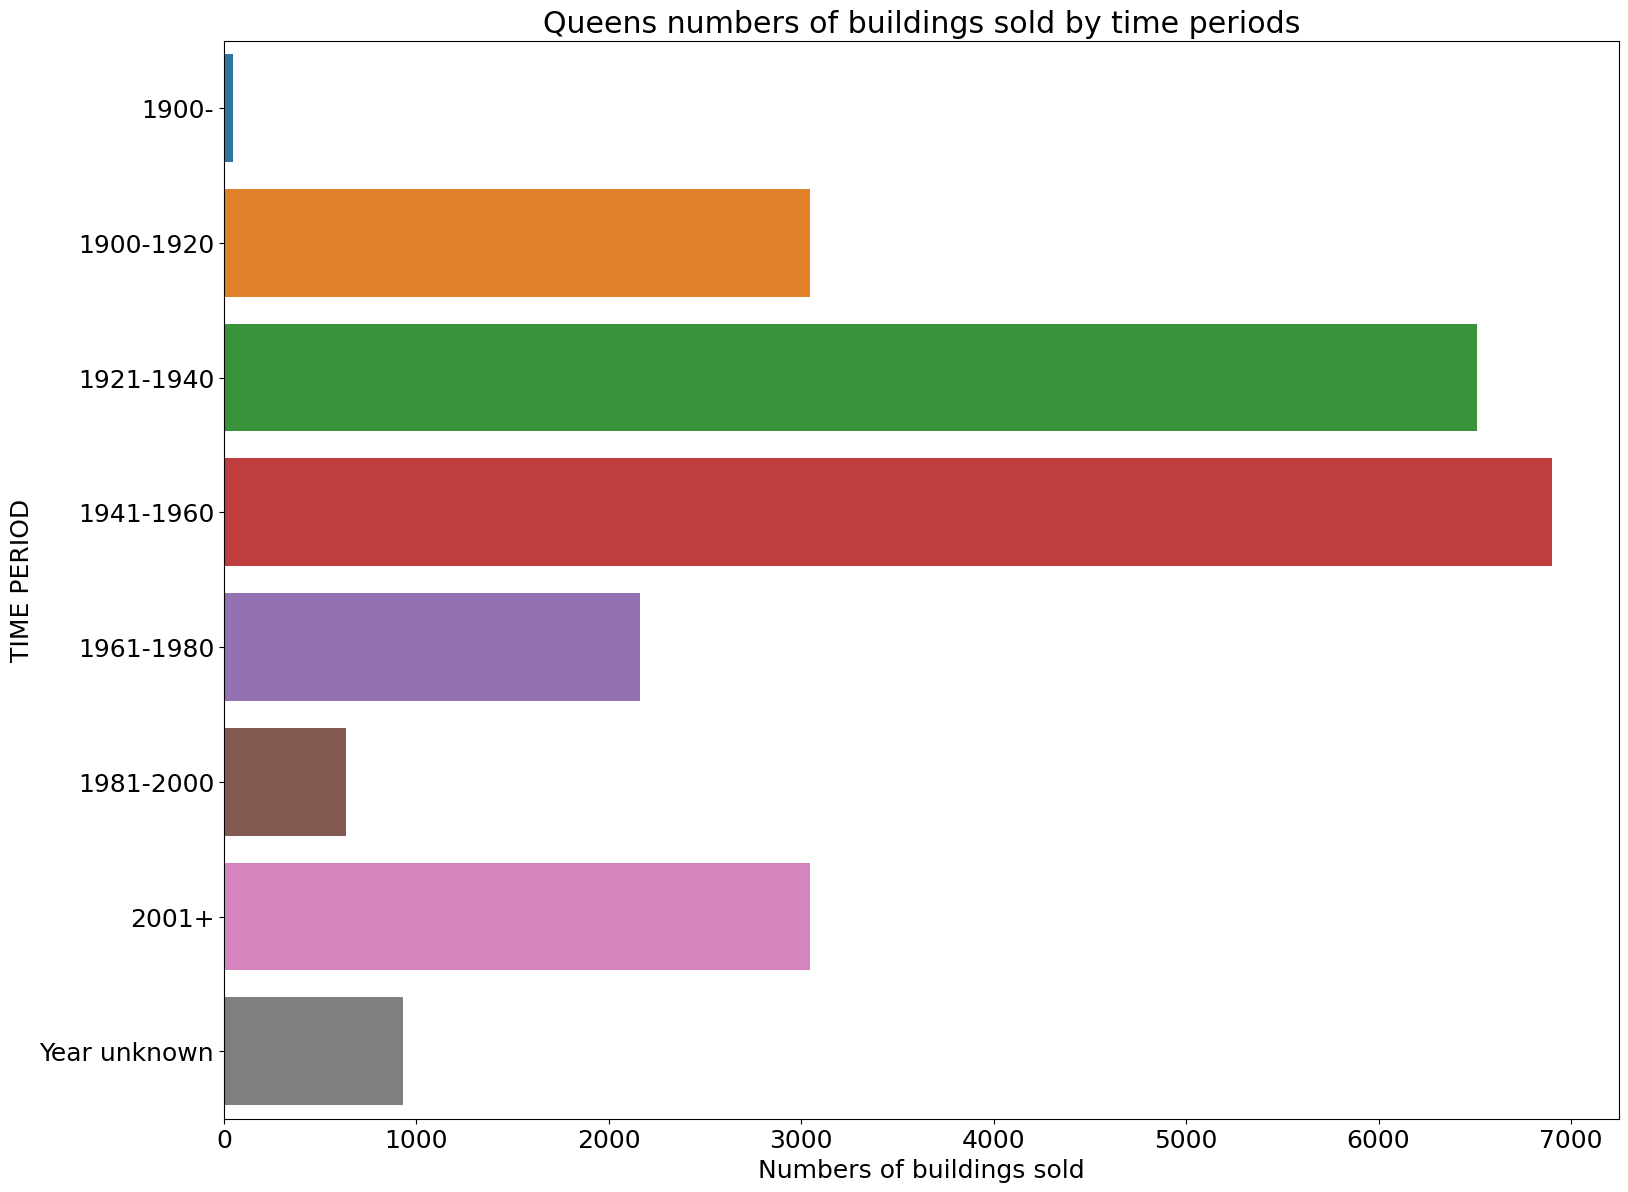 Queens numbers of buildings sold by time periods
TIME PERIOD
1900-
1900-1920
1921-1940
1941-1960
1961-1980
1981-2000
2001+
Year unknown
0 1000 2000 3000 4000 5000 6000 7000
Numbers of buildings sold